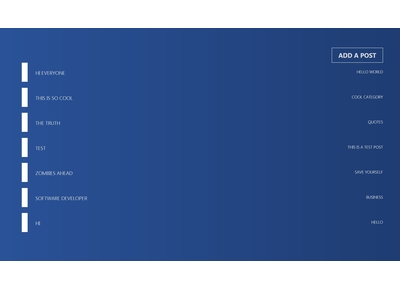 ADD A POST
HI EVERYONE HELLO WORLD
THIS IS SO COOL COOL CATEGORY
THE TRUTH QUOTES
TEST THIS IS A TEST POST
ZOMBIES AHEAD SAVE YOURSELF
SOFTWARE DEVELOPER BUSINESS
HI HELLO